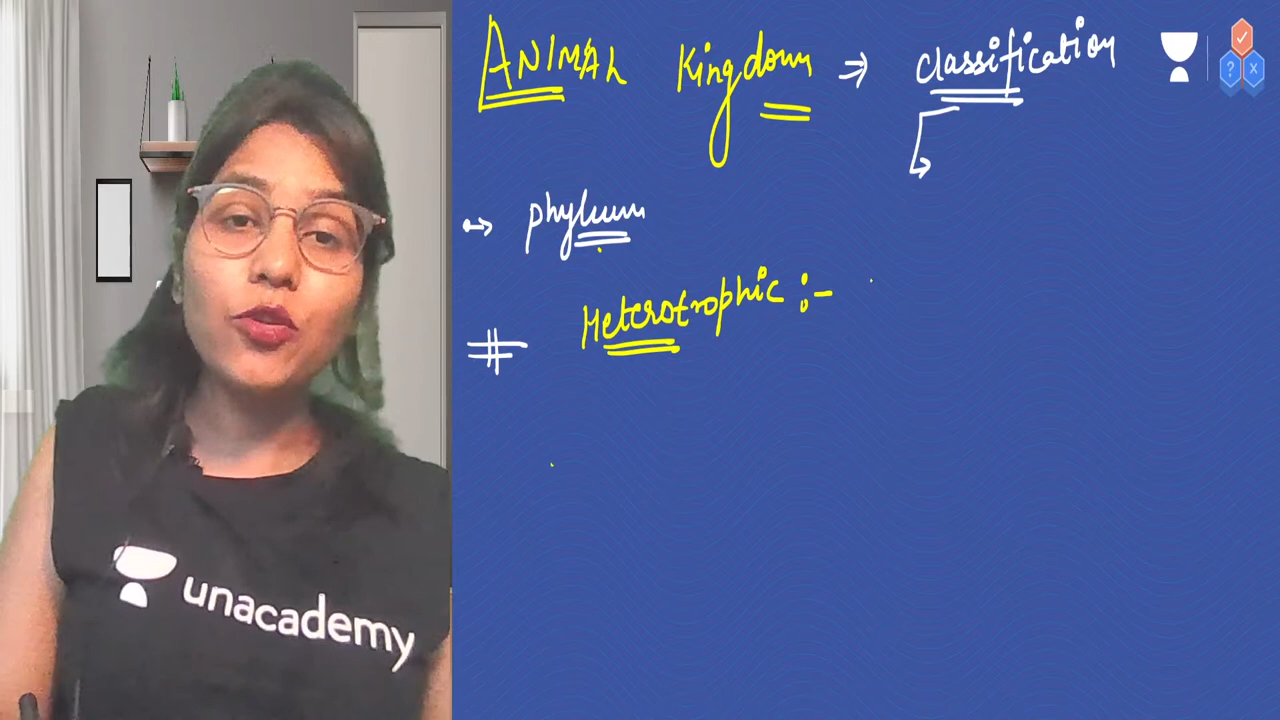 ANIMAL Kingdom ⇒ classification
↳
→ phylum
# Heterotrophic :-
? x
unacademy